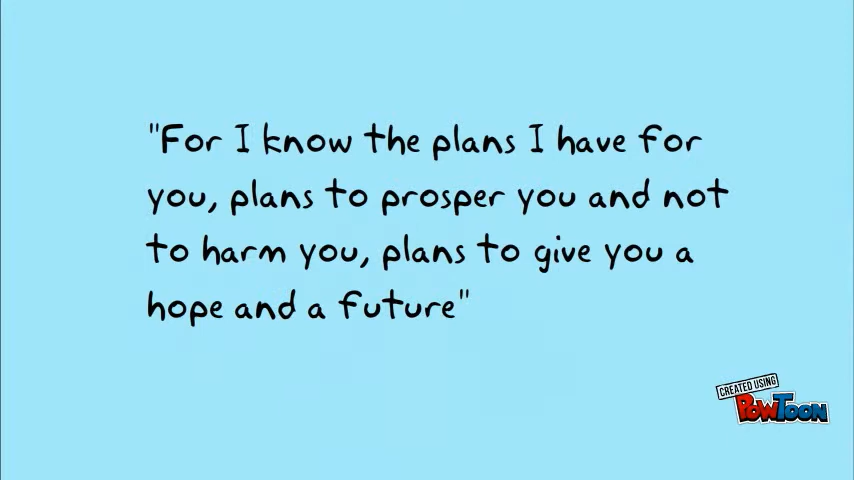 "For I know the plans I have for
you, plans to prosper you and not
to harm you, plans to give you a
hope and a future"
CREATED USING
POWTOON